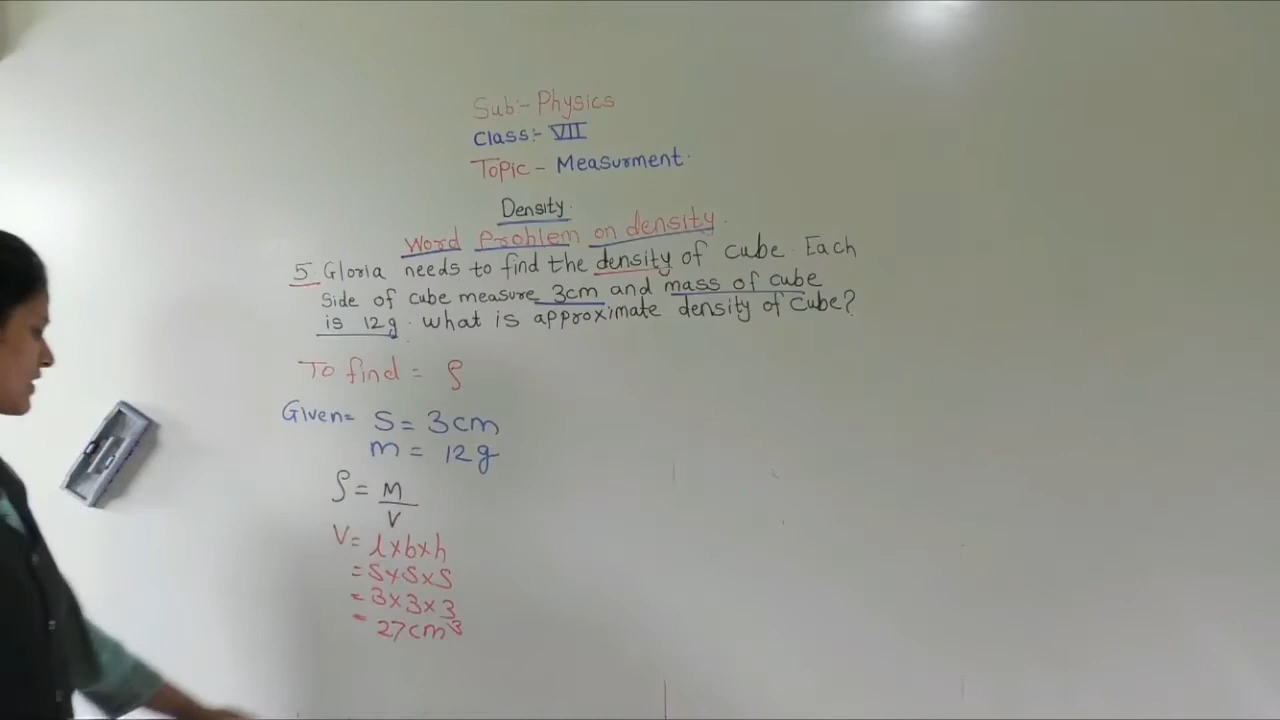 Sub:- Physics
Class:- VII
Topic - Measurment.
Density.
Word Problem on density.
5 Gloria needs to find the density of cube. Each
Side of cube measure 3cm and mass of cube
is 12g. what is approximate density of cube?
To find = ρ
Given= S = 3cm
m = 12g
ρ = M
V
V= l×b×h
= S×S×S
= 3×3×3
= 27cm³